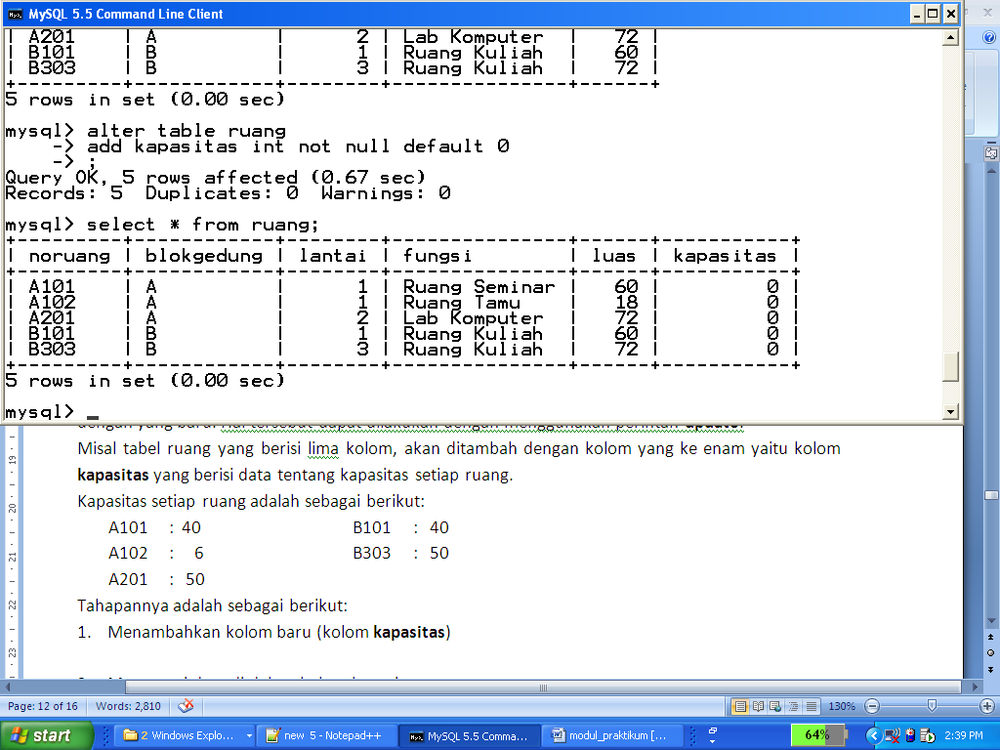 MySQL 5.5 Command Line Client
| A201 | A | 2 | Lab Komputer | 72 |
| B101 | B | 1 | Ruang Kuliah | 60 |
| B303 | B | 3 | Ruang Kuliah | 72 |
+---------+------------+--------+---------------+------+
5 rows in set (0.00 sec)
mysql> alter table ruang
-> add kapasitas int not null default 0
-> ;
Query OK, 5 rows affected (0.67 sec)
Records: 5 Duplicates: 0 Warnings: 0
mysql> select * from ruang;
+---------+------------+--------+---------------+------+-----------+
| noruang | blokgedung | lantai | fungsi | luas | kapasitas |
+---------+------------+--------+---------------+------+-----------+
| A101 | A | 1 | Ruang Seminar | 60 | 0 |
| A102 | A | 1 | Ruang Tamu | 18 | 0 |
| A201 | A | 2 | Lab Komputer | 72 | 0 |
| B101 | B | 1 | Ruang Kuliah | 60 | 0 |
| B303 | B | 3 | Ruang Kuliah | 72 | 0 |
+---------+------------+--------+---------------+------+-----------+
5 rows in set (0.00 sec)
mysql> _
Misal tabel ruang yang berisi lima kolom, akan ditambah dengan kolom yang ke enam yaitu kolom
kapasitas yang berisi data tentang kapasitas setiap ruang.
Kapasitas setiap ruang adalah sebagai berikut:
A101 : 40 B101 : 40
A102 : 6 B303 : 50
A201 : 50
Tahapannya adalah sebagai berikut:
1. Menambahkan kolom baru (kolom kapasitas)
19
20
21
22
23
Page: 12 of 16 Words: 2,810 130%
start 2 Windows Explo... new 5 - Notepad++ MySQL 5.5 Comma... modul_praktikum [... 64% 2:39 PM